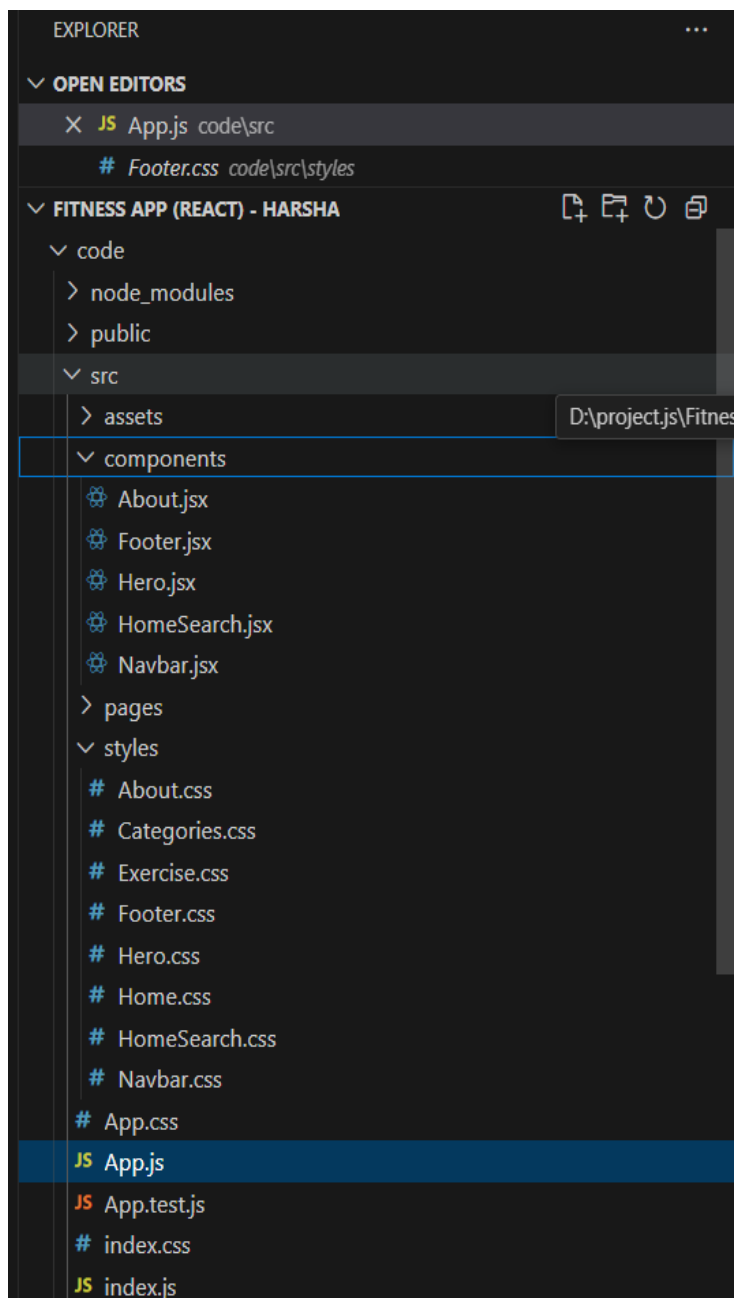 EXPLORER ...
OPEN EDITORS
JS App.js code\src
# Footer.css code\src\styles
FITNESS APP (REACT) - HARSHA
code
node_modules
public
src
assets D:\project.js\Fitnes
components
About.jsx
Footer.jsx
Hero.jsx
HomeSearch.jsx
Navbar.jsx
pages
styles
# About.css
# Categories.css
# Exercise.css
# Footer.css
# Hero.css
# Home.css
# HomeSearch.css
# Navbar.css
# App.css
JS App.js
JS App.test.js
# index.css
JS index.js